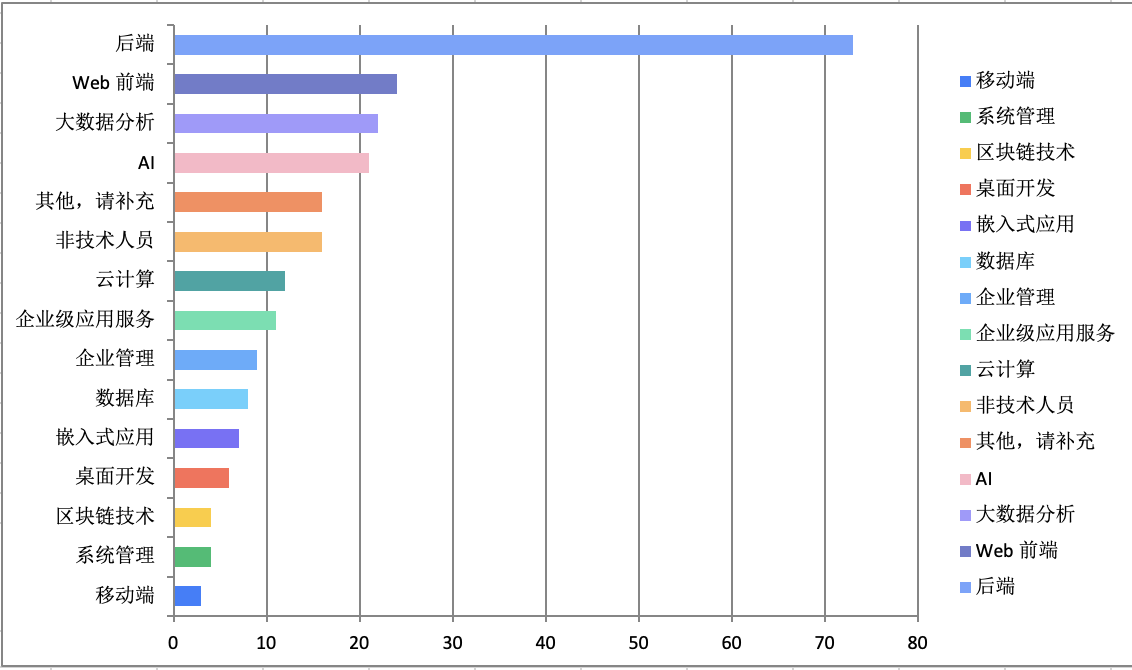 后端
Web 前端
大数据分析
AI
其他，请补充
非技术人员
云计算
企业级应用服务
企业管理
数据库
嵌入式应用
桌面开发
区块链技术
系统管理
移动端
0 10 20 30 40 50 60 70 80
移动端
系统管理
区块链技术
桌面开发
嵌入式应用
数据库
企业管理
企业级应用服务
云计算
非技术人员
其他，请补充
AI
大数据分析
Web 前端
后端